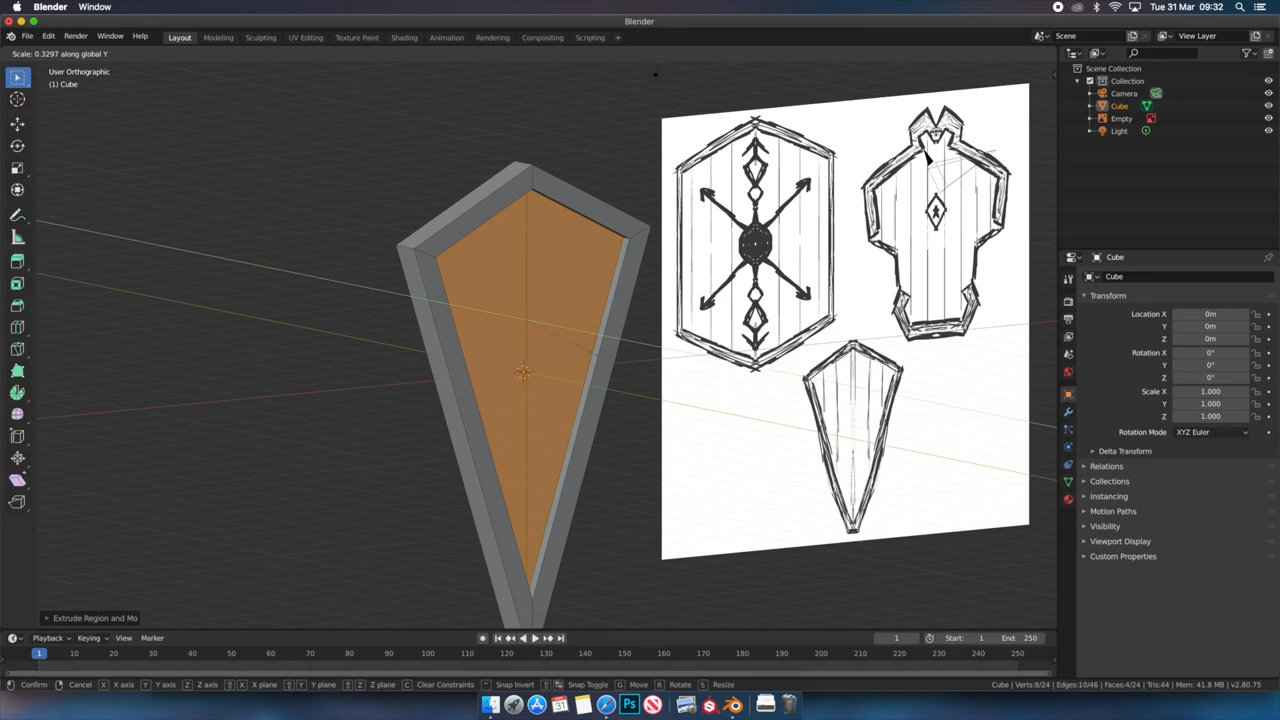 Blender Window Tue 31 Mar 09:32
Blender
File Edit Render Window Help Layout Modeling Sculpting UV Editing Texture Paint Shading Animation Rendering Compositing Scripting + Scene View Layer
Scale: 0.3297 along global Y
User Orthographic
(1) Cube
Scene Collection
Collection
Camera
Cube
Empty
Light
Cube
Cube
Transform
Location X 0m
Y 0m
Z 0m
Rotation X 0°
Y 0°
Z 0°
Scale X 1.000
Y 1.000
Z 1.000
Rotation Mode XYZ Euler
Delta Transform
Relations
Collections
Instancing
Motion Paths
Visibility
Viewport Display
Custom Properties
Extrude Region and Mo
Playback Keying View Marker 1 Start: 1 End: 250
1 10 20 30 40 50 60 70 80 90 100 110 120 130 140 150 160 170 180 190 200 210 220 230 240 250
Confirm Cancel X X axis Y Y axis Z Z axis X X plane Y Y plane Z Z plane C Clear Constraints Snap Invert Snap Toggle G Move R Rotate S Resize Cube | Verts:8/24 | Edges:10/46 | Faces:4/24 | Tris:44 | Mem: 41.8 MB | v2.80.75
31 Ps